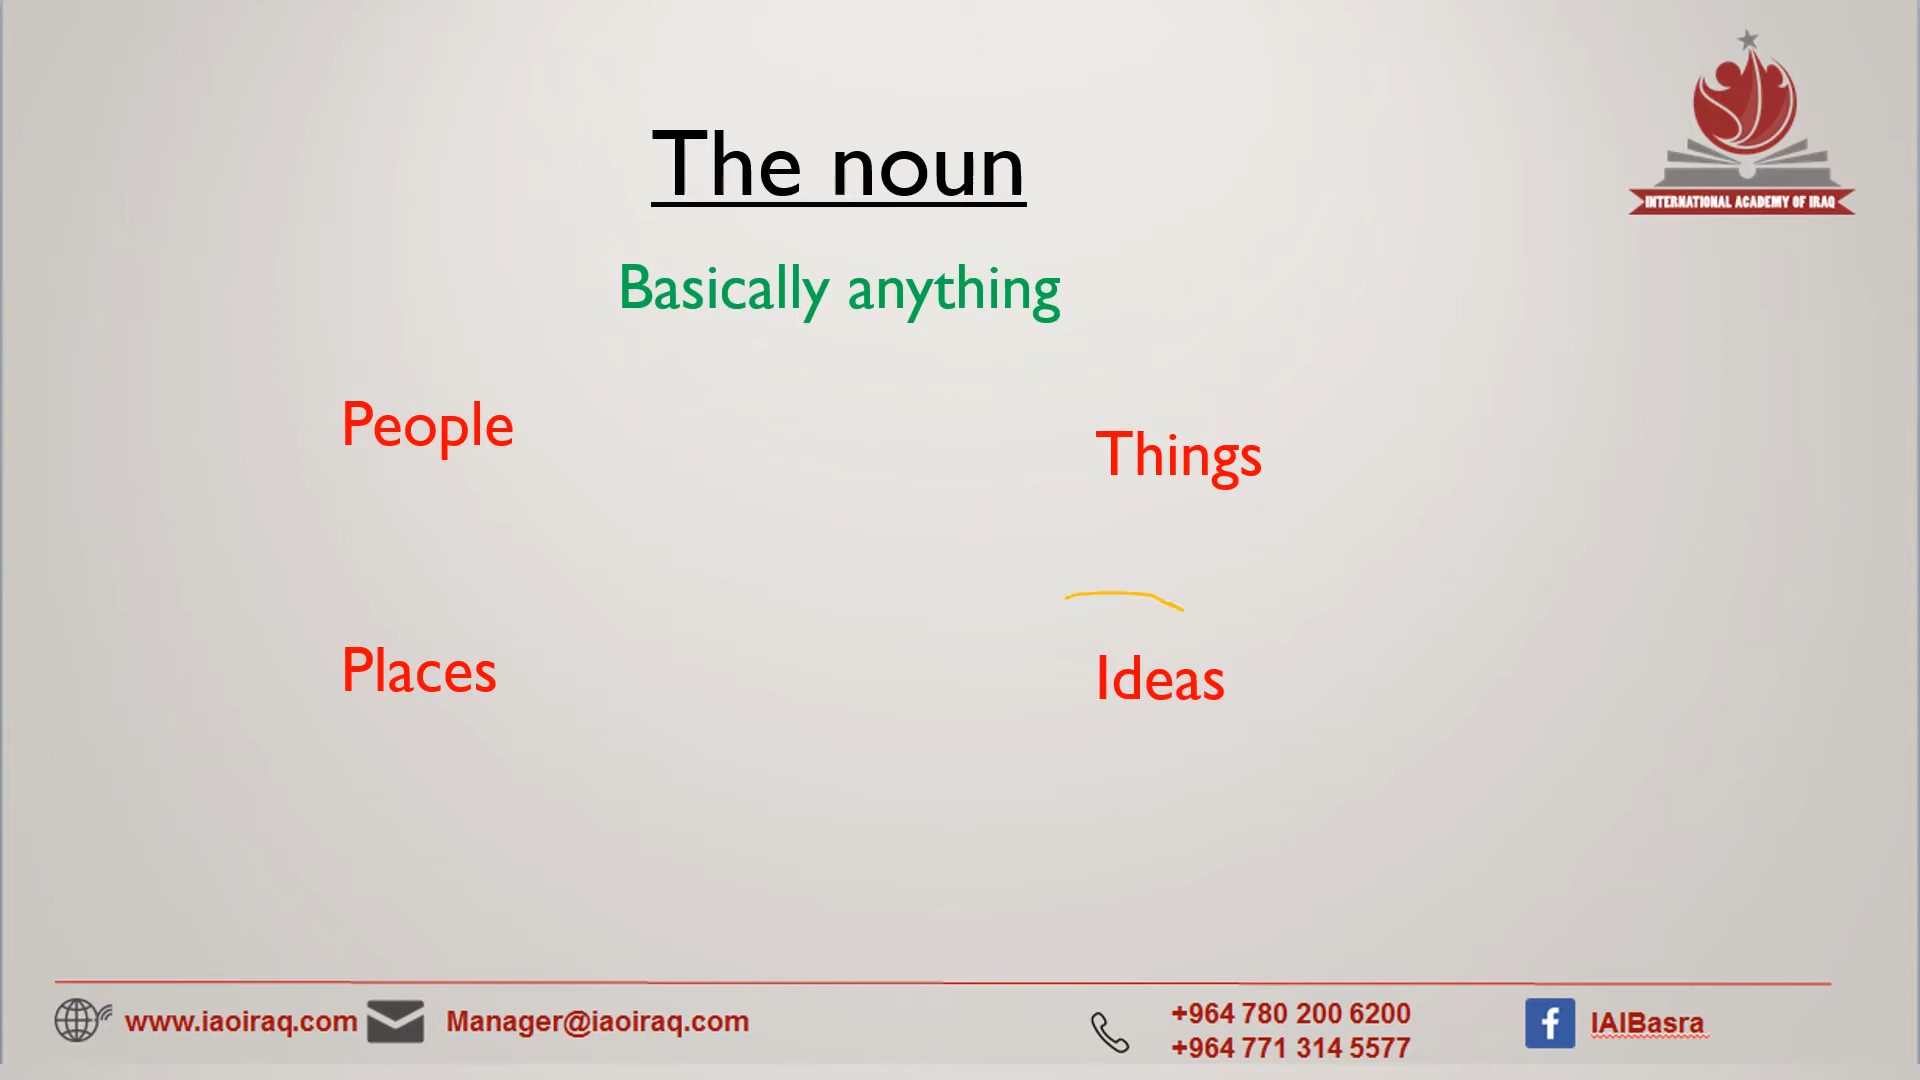 INTERNATIONAL ACADEMY OF IRAQ
The noun
Basically anything
People
Things
Places
Ideas
www.iaoiraq.com
Manager@iaoiraq.com
+964 780 200 6200
+964 771 314 5577
IAIBasra